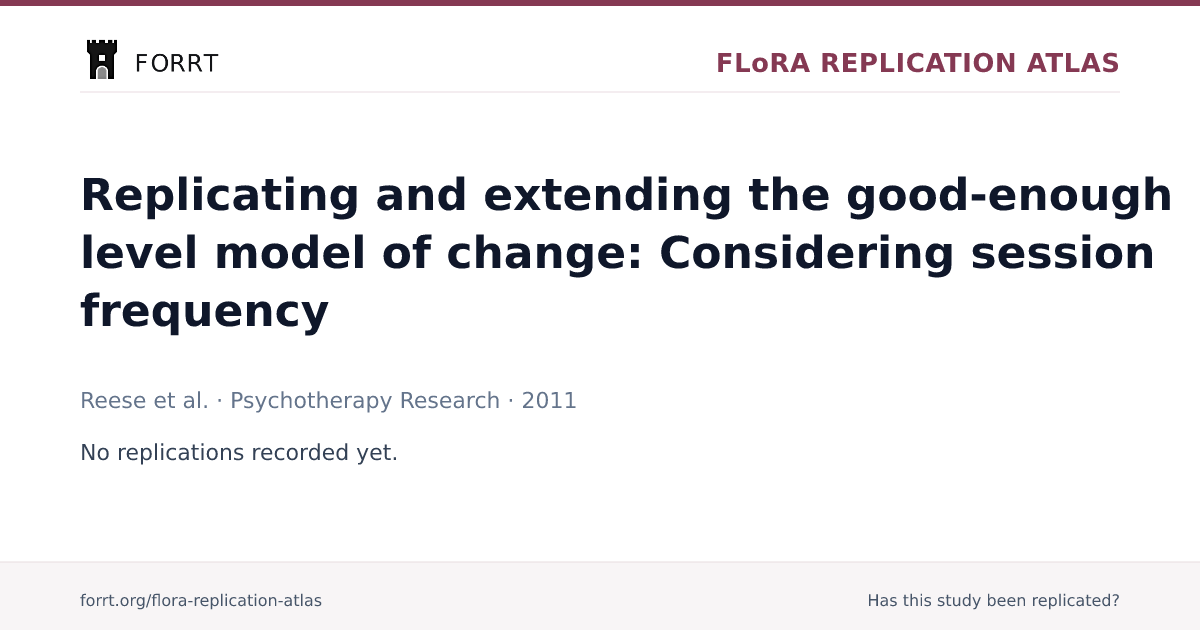 FORRT
FLoRA REPLICATION ATLAS
Replicating and extending the good-enough
level model of change: Considering session
frequency
Reese et al. · Psychotherapy Research · 2011
No replications recorded yet.
forrt.org/flora-replication-atlas
Has this study been replicated?